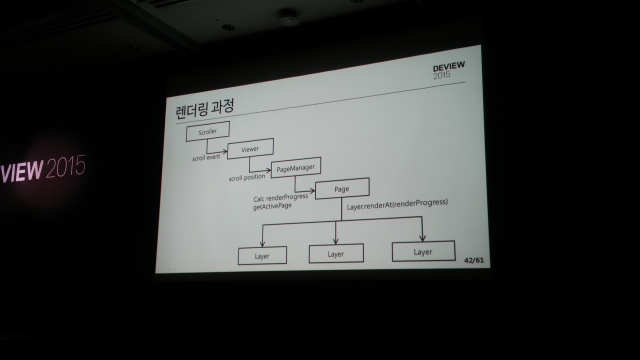 DEVIEW
2015
렌더링 과정
Scroller
scroll event
Viewer
scroll position
PageManager
Calc renderProgress
getActivePage
Page
Layer.renderAt(renderProgress)
Layer
Layer
Layer
42/61
VIEW 2015